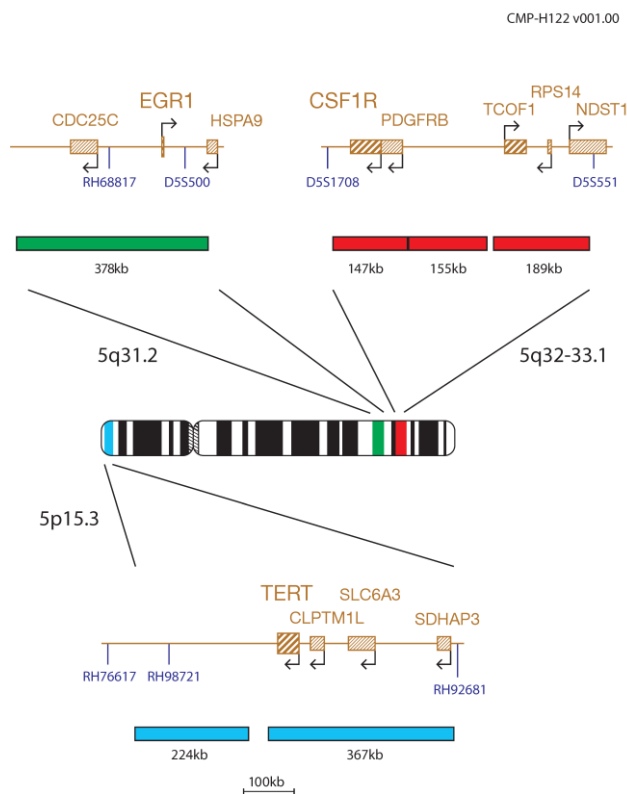 CMP-H122 v001.00
RPS14
EGR1 CSF1R TCOF1 NDST1
CDC25C HSPA9 PDGFRB
RH68817 D5S500 D5S1708 D5S551
378kb 147kb 155kb 189kb
5q31.2 5q32-33.1
5p15.3
TERT SLC6A3
CLPTM1L SDHAP3
RH76617 RH98721 RH92681
224kb 367kb
100kb